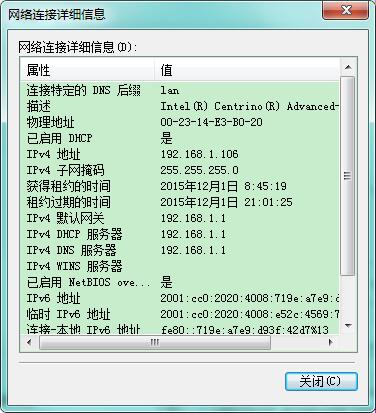 网络连接详细信息
网络连接详细信息(D):
属性 值
连接特定的 DNS 后缀 lan
描述 Intel(R) Centrino(R) Advanced-
物理地址 00-23-14-E3-B0-20
已启用 DHCP 是
IPv4 地址 192.168.1.106
IPv4 子网掩码 255.255.255.0
获得租约的时间 2015年12月1日 8:45:19
租约过期的时间 2015年12月1日 21:01:25
IPv4 默认网关 192.168.1.1
IPv4 DHCP 服务器 192.168.1.1
IPv4 DNS 服务器 192.168.1.1
IPv4 WINS 服务器
已启用 NetBIOS ove... 是
IPv6 地址 2001:cc0:2020:4008:719e:a7e9:d
临时 IPv6 地址 2001:cc0:2020:4008:e52c:4569:7
连接-本地 IPv6 地址 fe80::719e:a7e9:d93f:42d7%13
关闭(C)